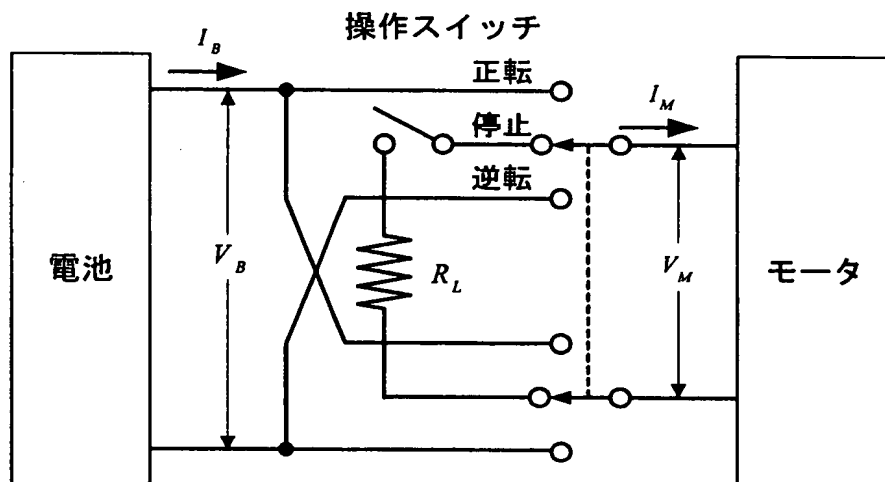 操作スイッチ
I_B
正転
I_M
停止
逆転
電池
V_B
R_L
V_M
モータ